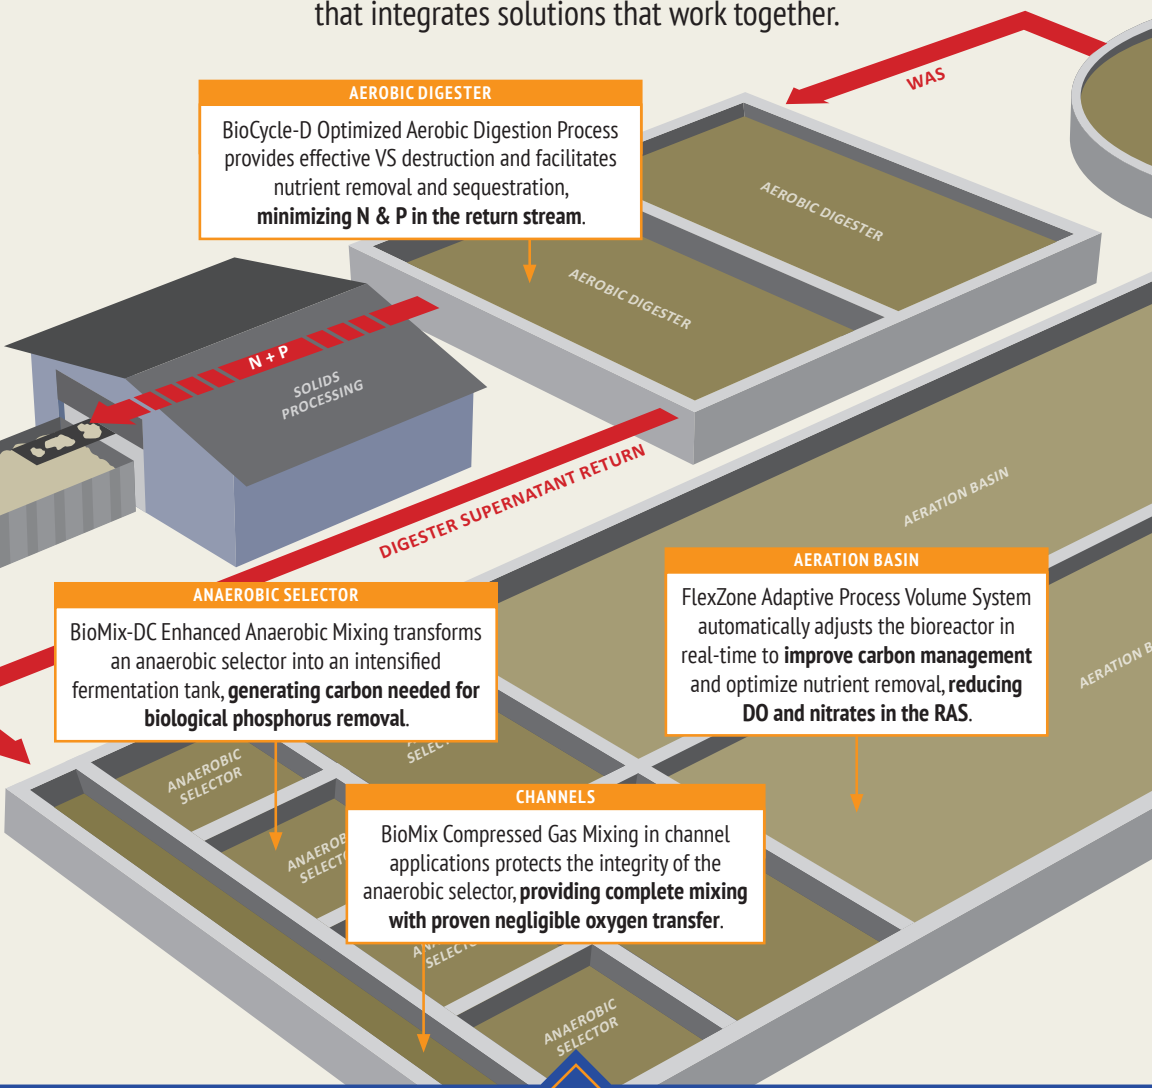 that integrates solutions that work together.
WAS
AEROBIC DIGESTER
BioCycle-D Optimized Aerobic Digestion Process
provides effective VS destruction and facilitates
nutrient removal and sequestration,
minimizing N & P in the return stream.
AEROBIC DIGESTER
AEROBIC DIGESTER
N + P
SOLIDS
PROCESSING
DIGESTER SUPERNATANT RETURN
AERATION BASIN
AERATION BASIN
FlexZone Adaptive Process Volume System
automatically adjusts the bioreactor in
real-time to improve carbon management
and optimize nutrient removal, reducing
DO and nitrates in the RAS.
AERATION B
ANAEROBIC SELECTOR
BioMix-DC Enhanced Anaerobic Mixing transforms
an anaerobic selector into an intensified
fermentation tank, generating carbon needed for
biological phosphorus removal.
SELEC
ANAEROBIC
SELECTOR
ANAEROB
SELECT
CHANNELS
BioMix Compressed Gas Mixing in channel
applications protects the integrity of the
anaerobic selector, providing complete mixing
with proven negligible oxygen transfer.
SELECTO
ANAEROBIC
SELECTOR